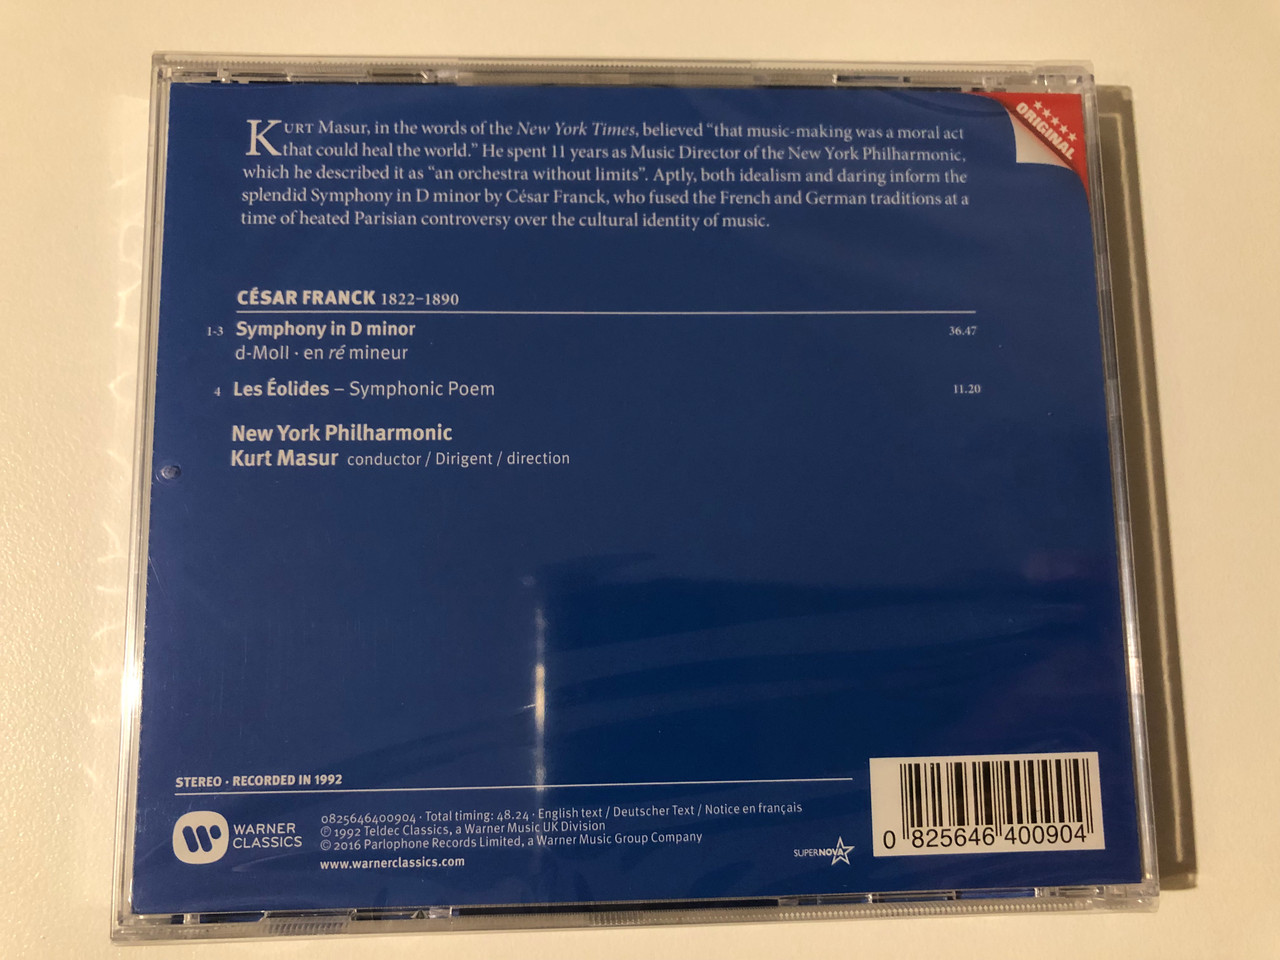 KURT Masur, in the words of the New York Times, believed “that music-making was a moral act
that could heal the world.” He spent 11 years as Music Director of the New York Philharmonic,
which he described it as “an orchestra without limits”. Aptly, both idealism and daring inform the
splendid Symphony in D minor by César Franck, who fused the French and German traditions at a
time of heated Parisian controversy over the cultural identity of music.
ORIGINAL
CÉSAR FRANCK 1822–1890
1-3 Symphony in D minor 36.47
d-Moll · en ré mineur
4 Les Éolides – Symphonic Poem 11.20
New York Philharmonic
Kurt Masur conductor / Dirigent / direction
STEREO · RECORDED IN 1992
WARNER
CLASSICS
0825646400904 · Total timing: 48.24 · English text / Deutscher Text / Notice en français
℗ 1992 Teldec Classics, a Warner Music UK Division
© 2016 Parlophone Records Limited, a Warner Music Group Company
www.warnerclassics.com
SUPERNOVA
0 825646 400904